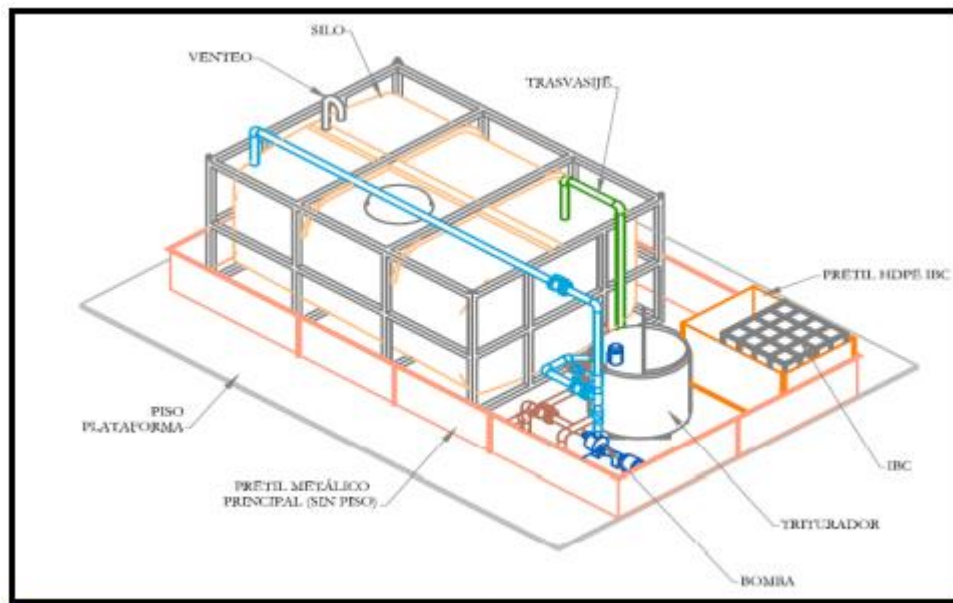 SILO
VENTEO
TRASVASIJE
PRETIL HDPE IBC
PISO
PLATAFORMA
PRETIL METÁLICO
PRINCIPAL (SIN PISO)
IBC
TRITURADOR
BOMBA